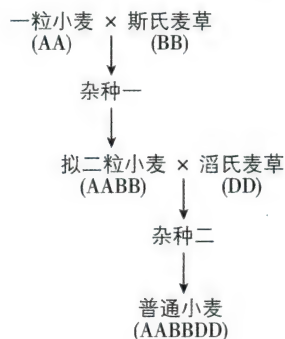 一粒小麦 × 斯氏麦草
(AA) (BB)
杂种一
拟二粒小麦 × 滔氏麦草
(AABB) (DD)
杂种二
普通小麦
(AABBDD)